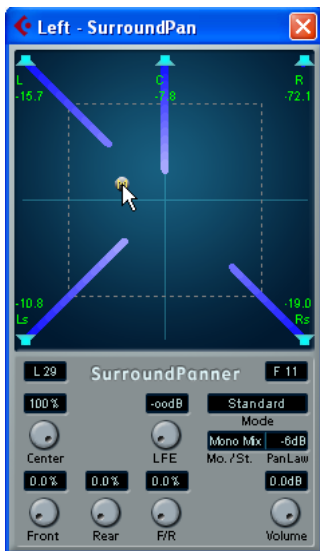 Left - SurroundPan
L C R
-15.7 -7.8 -72.1
-10.8 -19.0
Ls Rs
L 29 SurroundPanner F 11
100% -oodB Standard
Mode
Mono Mix -6dB
Center LFE Mo./St. PanLaw
0.0% 0.0% 0.0% 0.0dB
Front Rear F/R Volume